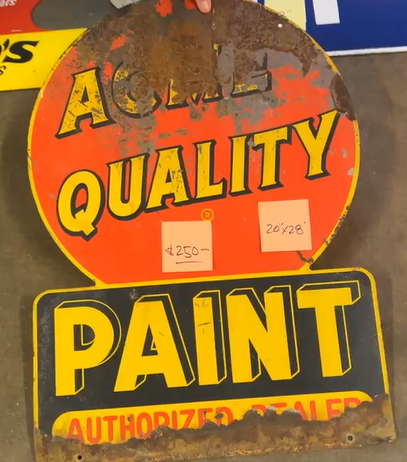 ACME
QUALITY
$250—
20"x28"
PAINT
AUTHORIZED DEALER